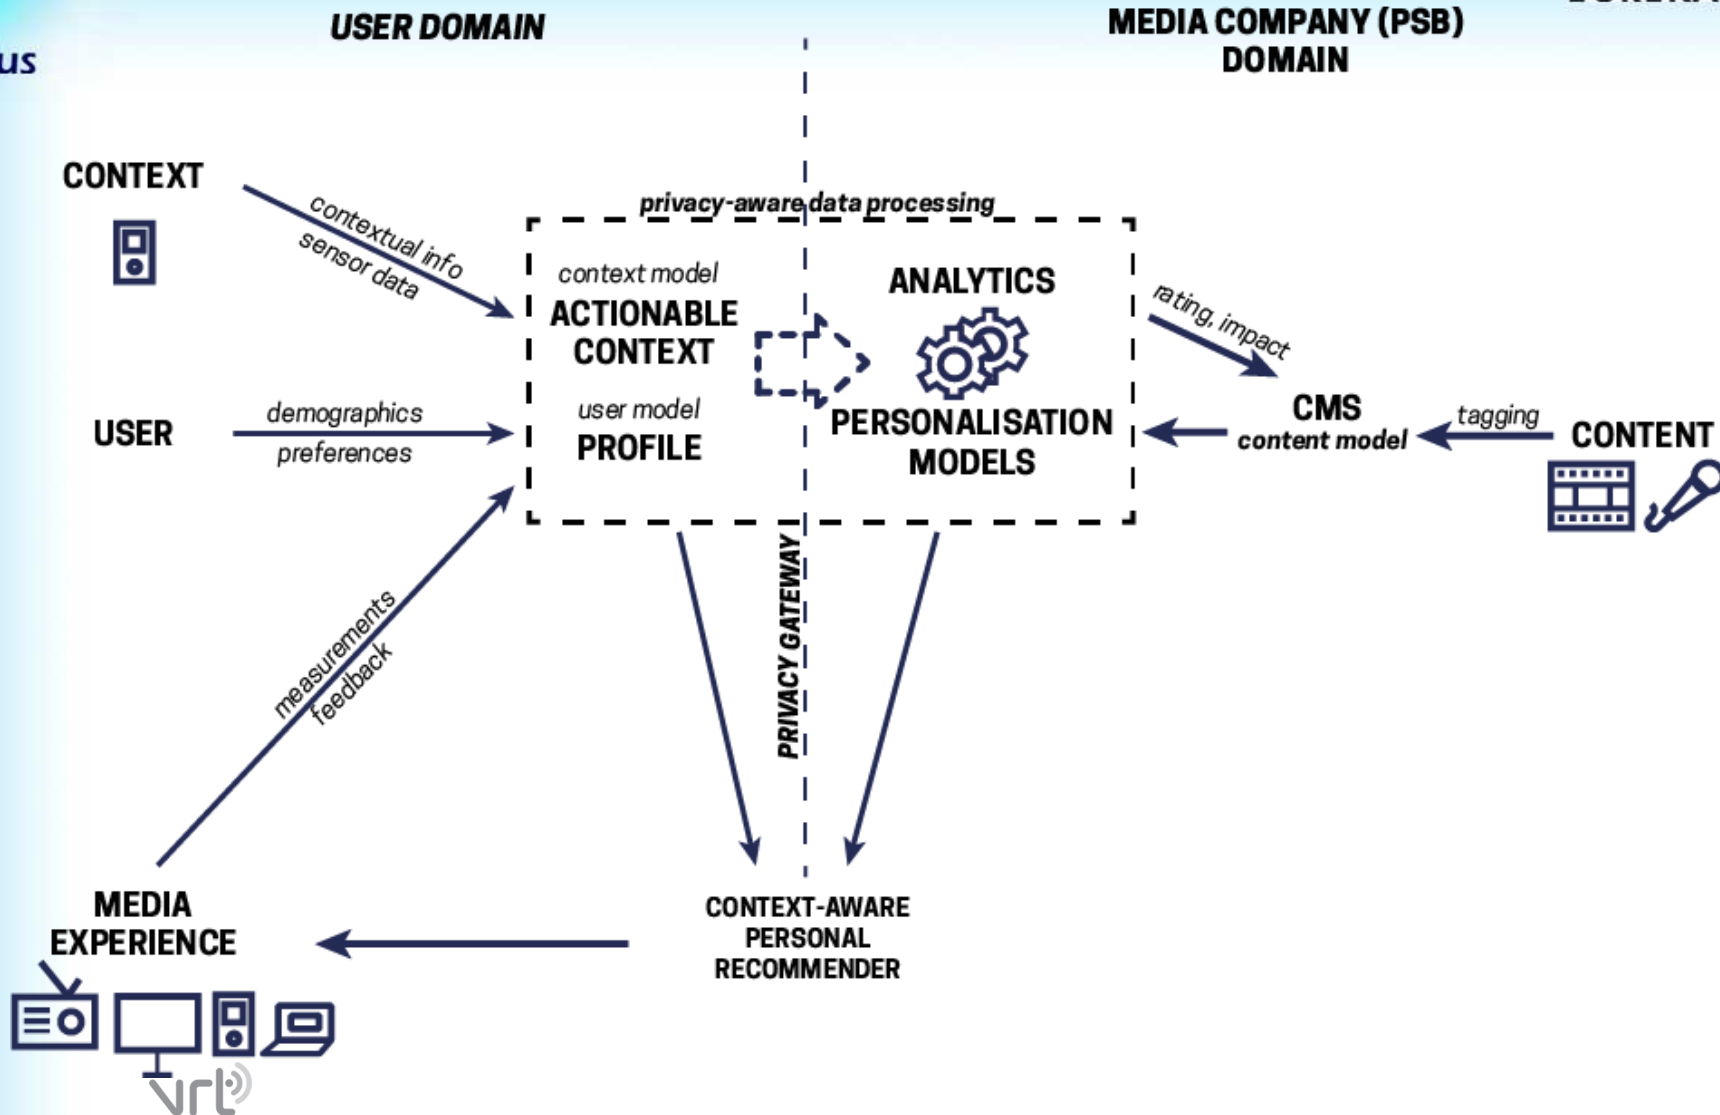 USER DOMAIN
MEDIA COMPANY (PSB)
DOMAIN
us
CONTEXT
contextual info
sensor data
privacy-aware data processing
context model
ACTIONABLE
CONTEXT
ANALYTICS
rating, impact
USER
demographics
preferences
user model
PROFILE
PERSONALISATION
MODELS
CMS
content model
tagging
CONTENT
measurements
feedback
PRIVACY GATEWAY
MEDIA
EXPERIENCE
CONTEXT-AWARE
PERSONAL
RECOMMENDER
vrt